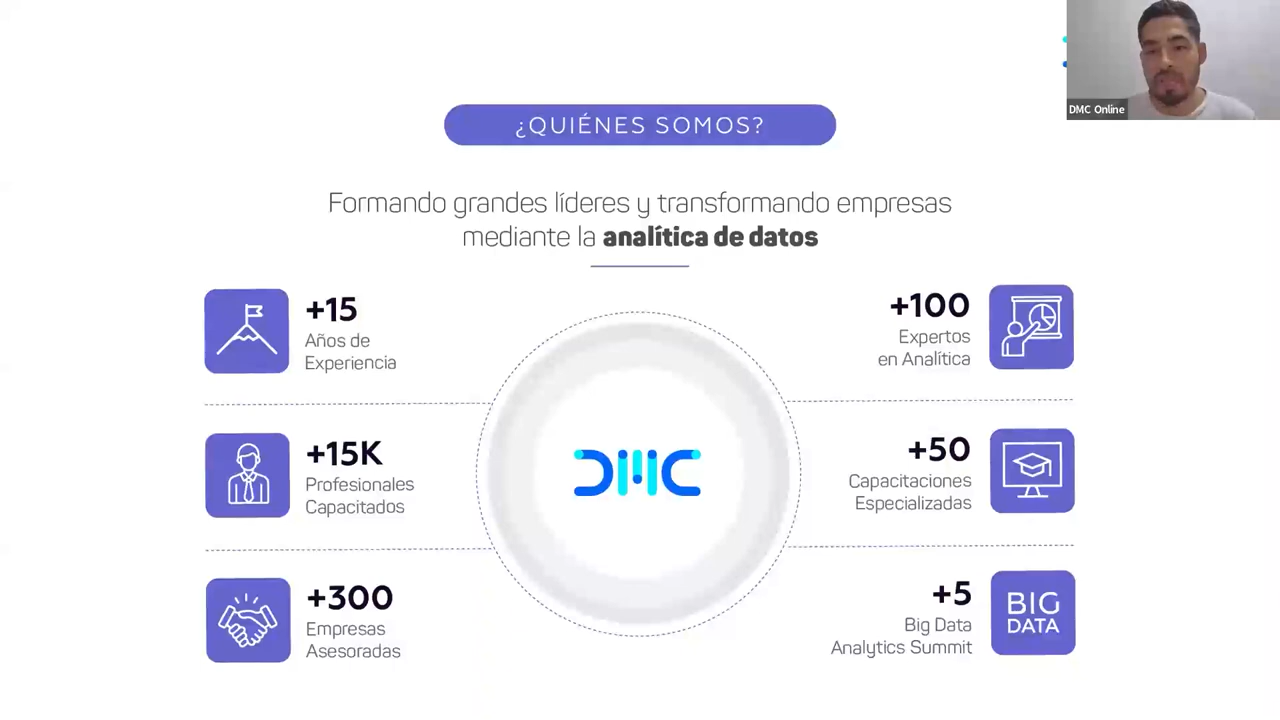 DMC Online
¿QUIÉNES SOMOS?
Formando grandes líderes y transformando empresas
mediante la analítica de datos
+15
Años de
Experiencia
+15K
Profesionales
Capacitados
+300
Empresas
Asesoradas
DMC
+100
Expertos
en Analítica
+50
Capacitaciones
Especializadas
+5
Big Data
Analytics Summit
BIG
DATA